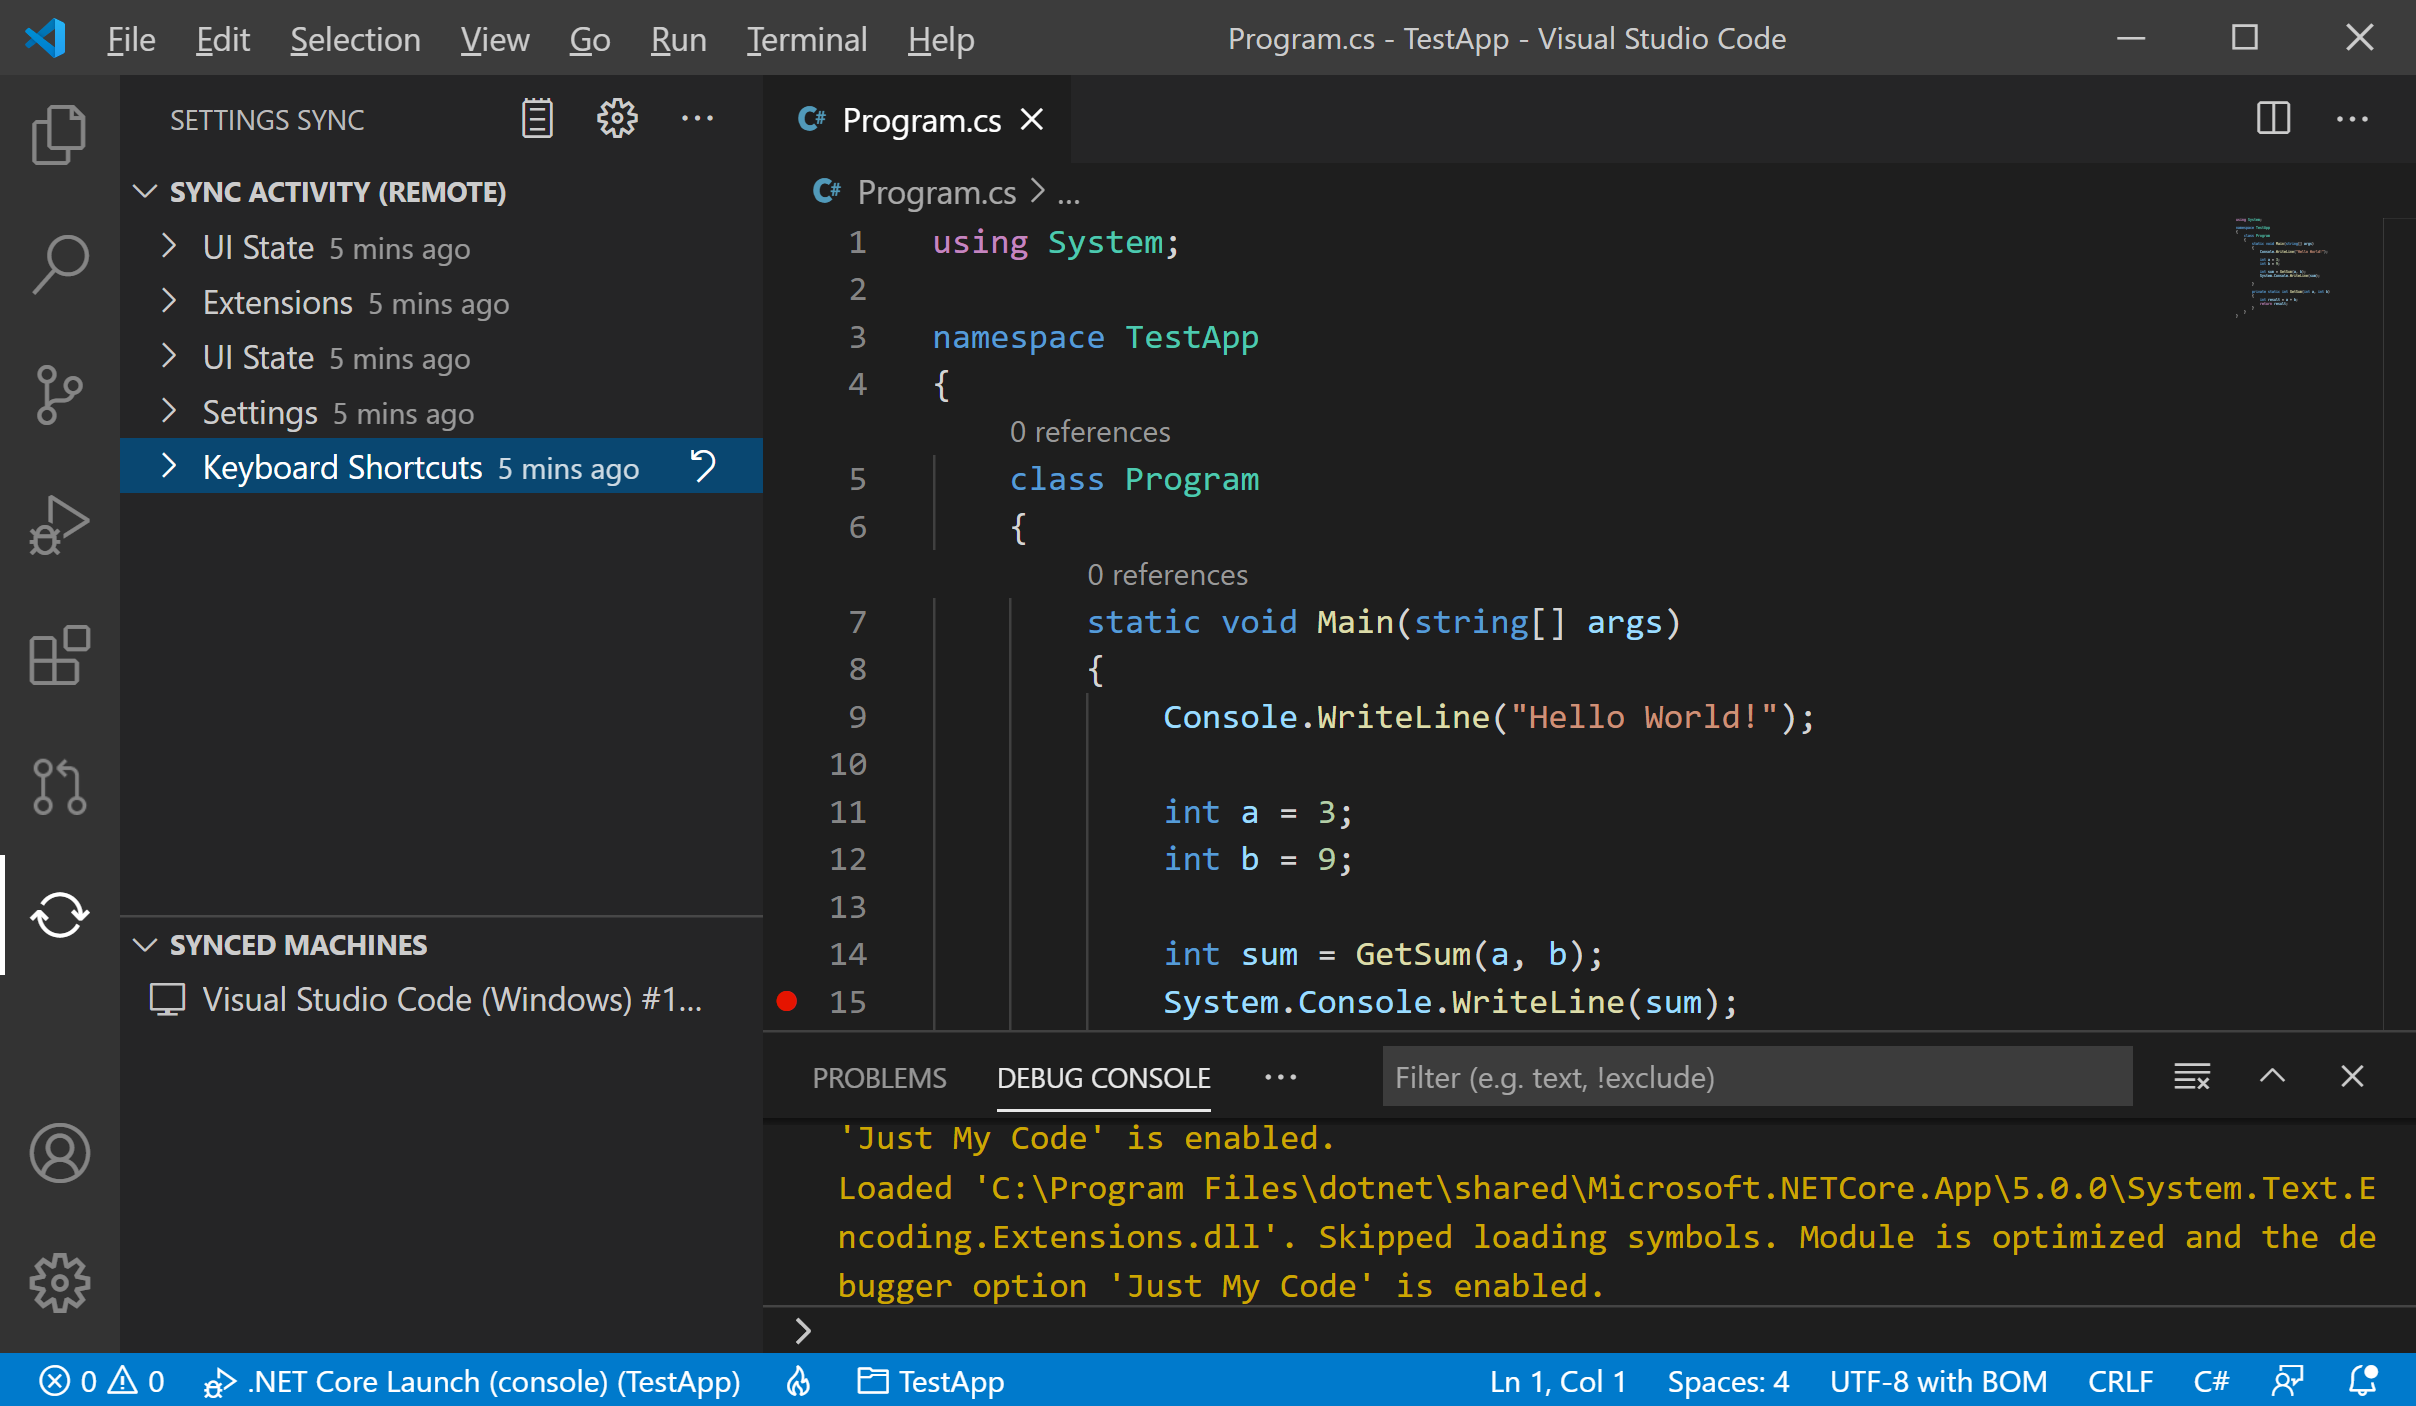 File Edit Selection View Go Run Terminal Help Program.cs - TestApp - Visual Studio Code
SETTINGS SYNC
SYNC ACTIVITY (REMOTE)
UI State 5 mins ago
Extensions 5 mins ago
UI State 5 mins ago
Settings 5 mins ago
Keyboard Shortcuts 5 mins ago
SYNCED MACHINES
Visual Studio Code (Windows) #1...
C# Program.cs
C# Program.cs > ...
1 using System;
2
3 namespace TestApp
4 {
0 references
5 class Program
6 {
0 references
7 static void Main(string[] args)
8 {
9 Console.WriteLine("Hello World!");
10
11 int a = 3;
12 int b = 9;
13
14 int sum = GetSum(a, b);
15 System.Console.WriteLine(sum);
PROBLEMS DEBUG CONSOLE ... Filter (e.g. text, !exclude)
'Just My Code' is enabled.
Loaded 'C:\Program Files\dotnet\shared\Microsoft.NETCore.App\5.0.0\System.Text.E
ncoding.Extensions.dll'. Skipped loading symbols. Module is optimized and the de
bugger option 'Just My Code' is enabled.
>
0 0 .NET Core Launch (console) (TestApp) TestApp Ln 1, Col 1 Spaces: 4 UTF-8 with BOM CRLF C#